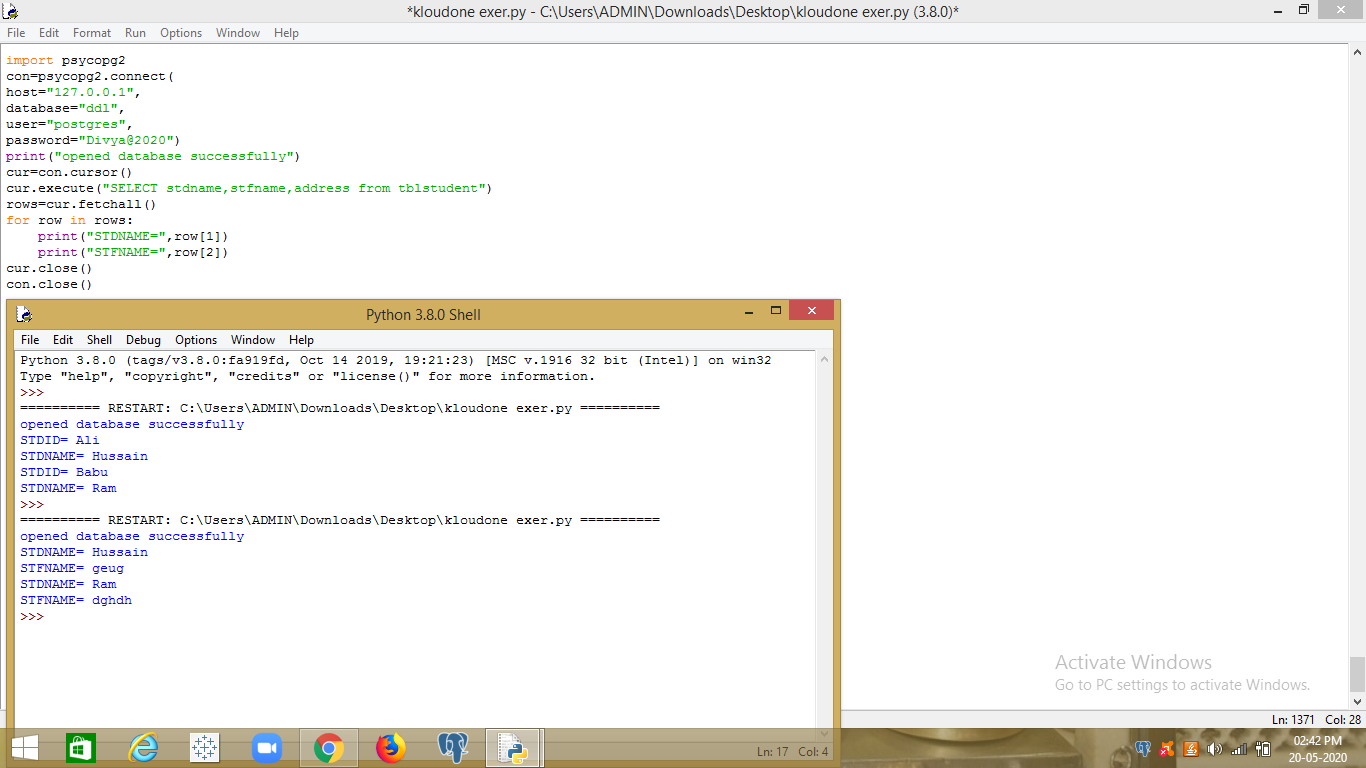 *kloudone exer.py - C:\Users\ADMIN\Downloads\Desktop\kloudone exer.py (3.8.0)*
File Edit Format Run Options Window Help
import psycopg2
con=psycopg2.connect(
host="127.0.0.1",
database="ddl",
user="postgres",
password="Divya@2020")
print("opened database successfully")
cur=con.cursor()
cur.execute("SELECT stdname,stfname,address from tblstudent")
rows=cur.fetchall()
for row in rows:
    print("STDNAME=",row[1])
    print("STFNAME=",row[2])
cur.close()
con.close()
Python 3.8.0 Shell
File Edit Shell Debug Options Window Help
Python 3.8.0 (tags/v3.8.0:fa919fd, Oct 14 2019, 19:21:23) [MSC v.1916 32 bit (Intel)] on win32
Type "help", "copyright", "credits" or "license()" for more information.
>>>
========== RESTART: C:\Users\ADMIN\Downloads\Desktop\kloudone exer.py ==========
opened database successfully
STDID= Ali
STDNAME= Hussain
STDID= Babu
STDNAME= Ram
>>>
========== RESTART: C:\Users\ADMIN\Downloads\Desktop\kloudone exer.py ==========
opened database successfully
STDNAME= Hussain
STFNAME= geug
STDNAME= Ram
STFNAME= dghdh
>>>
Activate Windows
Go to PC settings to activate Windows.
Ln: 1371 Col: 28
Ln: 17 Col: 4
02:42 PM
20-05-2020